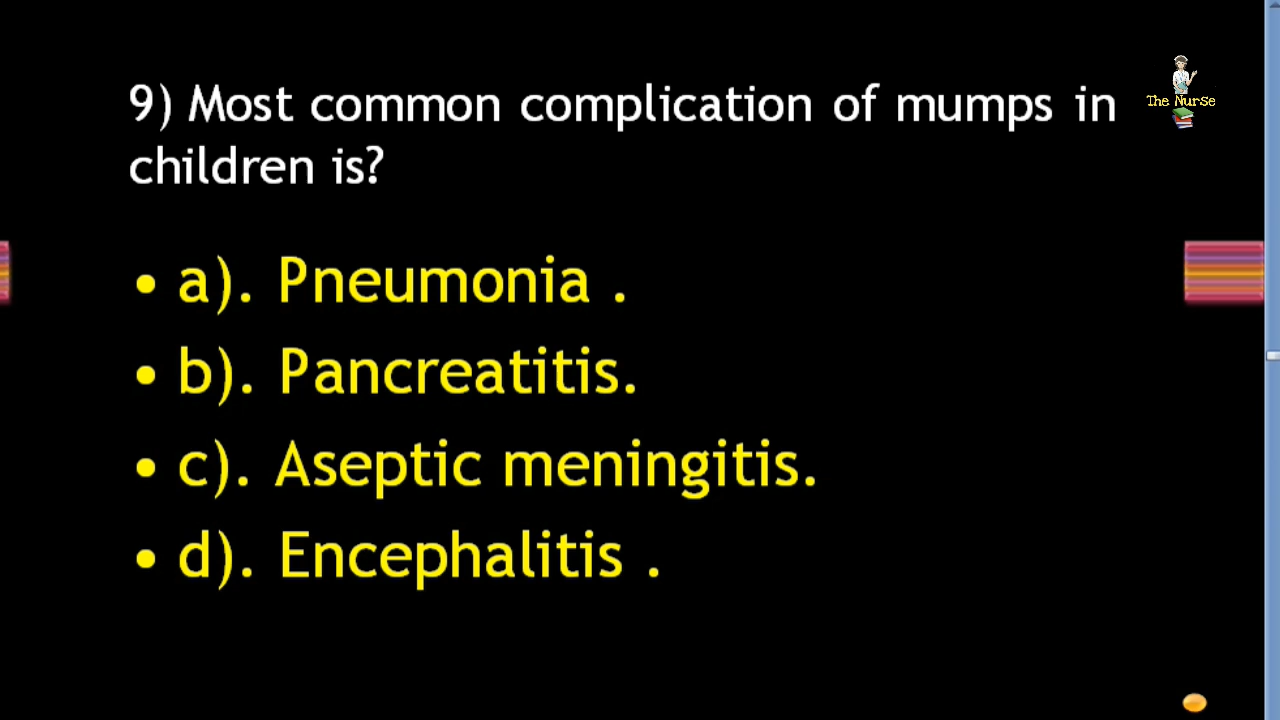 9) Most common complication of mumps in
children is?
The Nurse
• a). Pneumonia .
• b). Pancreatitis.
• c). Aseptic meningitis.
• d). Encephalitis .